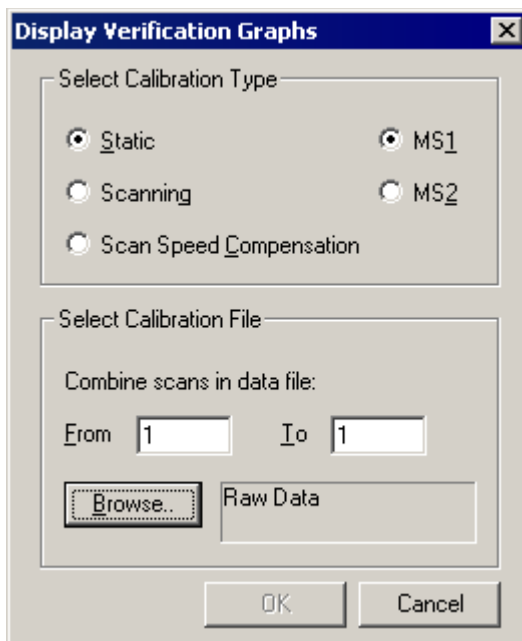 Display Verification Graphs
Select Calibration Type
Static MS1
Scanning MS2
Scan Speed Compensation
Select Calibration File
Combine scans in data file:
From 1 To 1
Browse.. Raw Data
OK Cancel